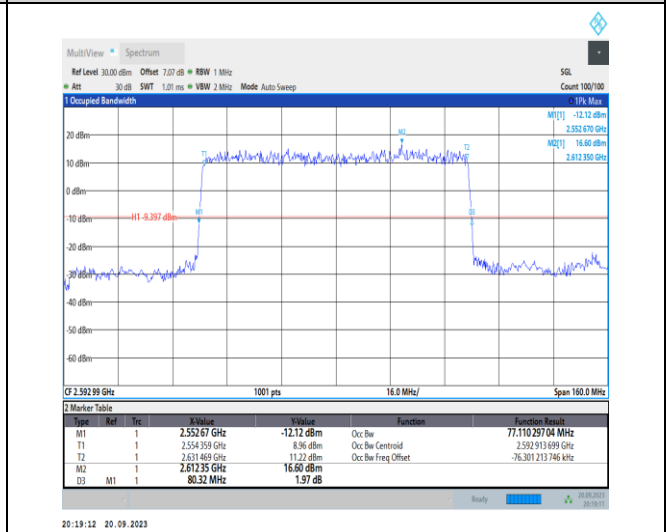 MultiView Spectrum
Ref Level 30.00 dBm Offset 7.07 dB RBW 1 MHz SGL
Att 30 dB SWT 1.01 ms VBW 2 MHz Mode Auto Sweep Count 100/100
1 Occupied Bandwidth 1Pk Max
M1[1] -12.12 dBm
2.552 670 GHz
M2[1] 16.60 dBm
2.612 350 GHz
20 dBm
M2
T1
T2
10 dBm
0 dBm
M1
D3
-10 dBm
H1 -9.397 dBm
-20 dBm
-30 dBm
-40 dBm
-50 dBm
-60 dBm
CF 2.592 99 GHz 1001 pts 16.0 MHz/ Span 160.0 MHz
2 Marker Table
Type Ref Trc X-Value Y-Value Function Function Result
M1 1 2.552 67 GHz -12.12 dBm Occ Bw 77.110 297 04 MHz
T1 1 2.554 359 GHz 8.96 dBm Occ Bw Centroid 2.592 913 699 GHz
T2 1 2.631 469 GHz 11.22 dBm Occ Bw Freq Offset -76.301 213 746 kHz
M2 1 2.612 35 GHz 16.60 dBm
D3 M1 1 80.32 MHz 1.97 dB
Ready 20.09.2023
20:19:11
20:19:12 20.09.2023